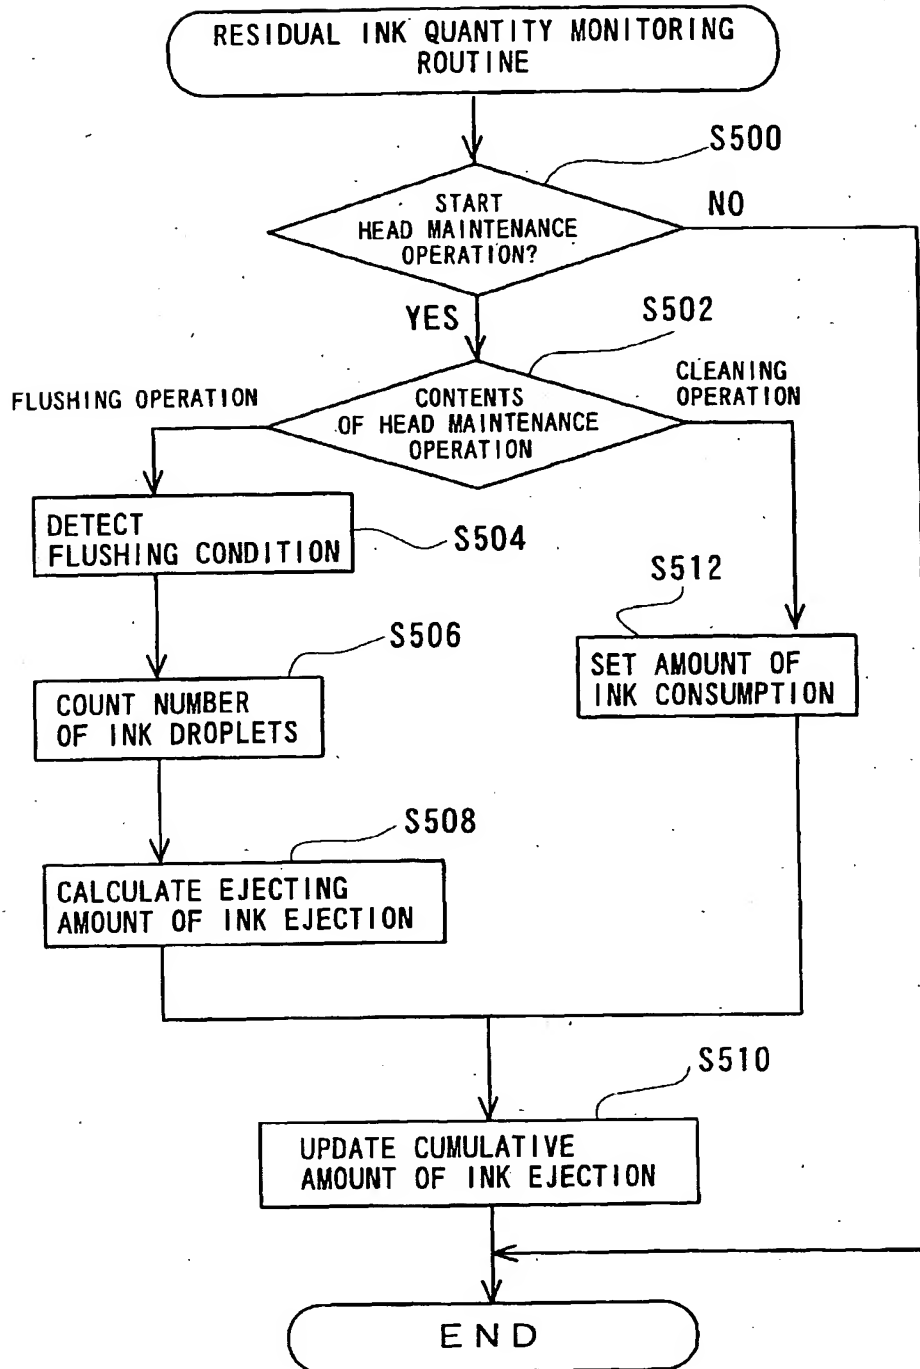 RESIDUAL INK QUANTITY MONITORING
ROUTINE
S500
START
HEAD MAINTENANCE
OPERATION?
NO
YES
S502
CONTENTS
OF HEAD MAINTENANCE
OPERATION
FLUSHING OPERATION
CLEANING
OPERATION
DETECT
FLUSHING CONDITION
S504
S512
SET AMOUNT OF
INK CONSUMPTION
S506
COUNT NUMBER
OF INK DROPLETS
S508
CALCULATE EJECTING
AMOUNT OF INK EJECTION
S510
UPDATE CUMULATIVE
AMOUNT OF INK EJECTION
END